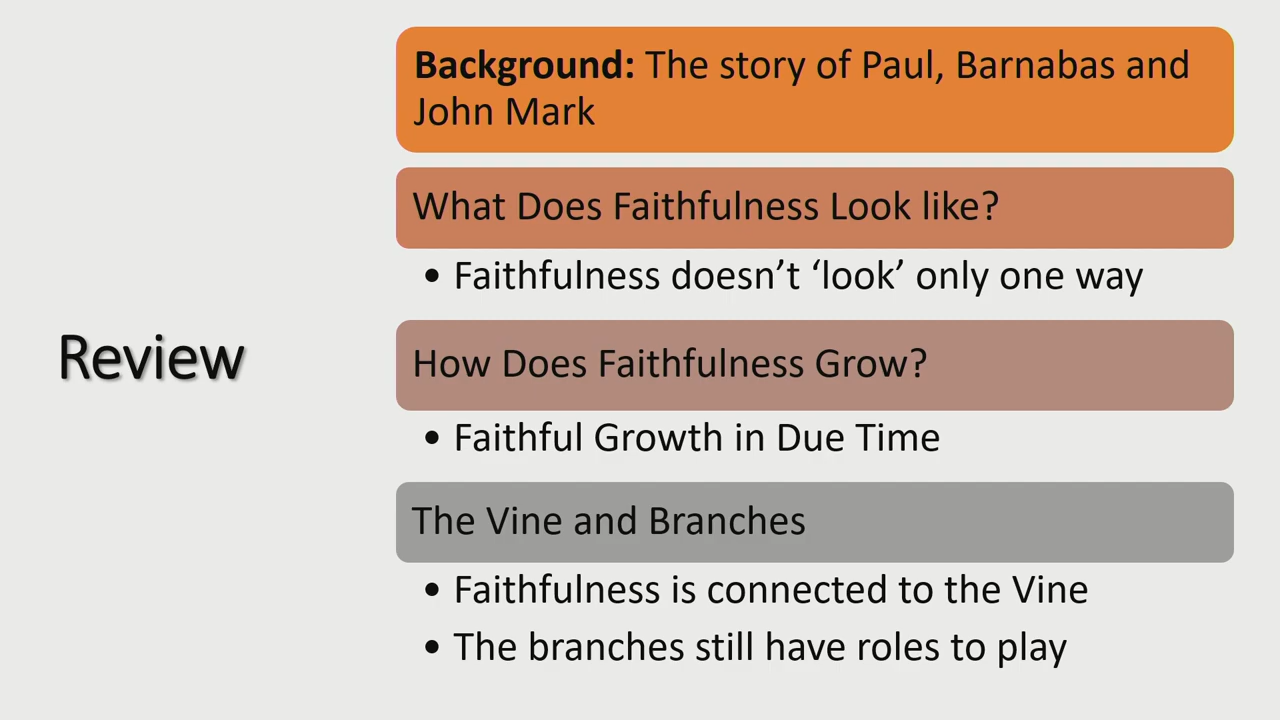 Review
Background: The story of Paul, Barnabas and
John Mark
What Does Faithfulness Look like?
• Faithfulness doesn’t ‘look’ only one way
How Does Faithfulness Grow?
• Faithful Growth in Due Time
The Vine and Branches
• Faithfulness is connected to the Vine
• The branches still have roles to play